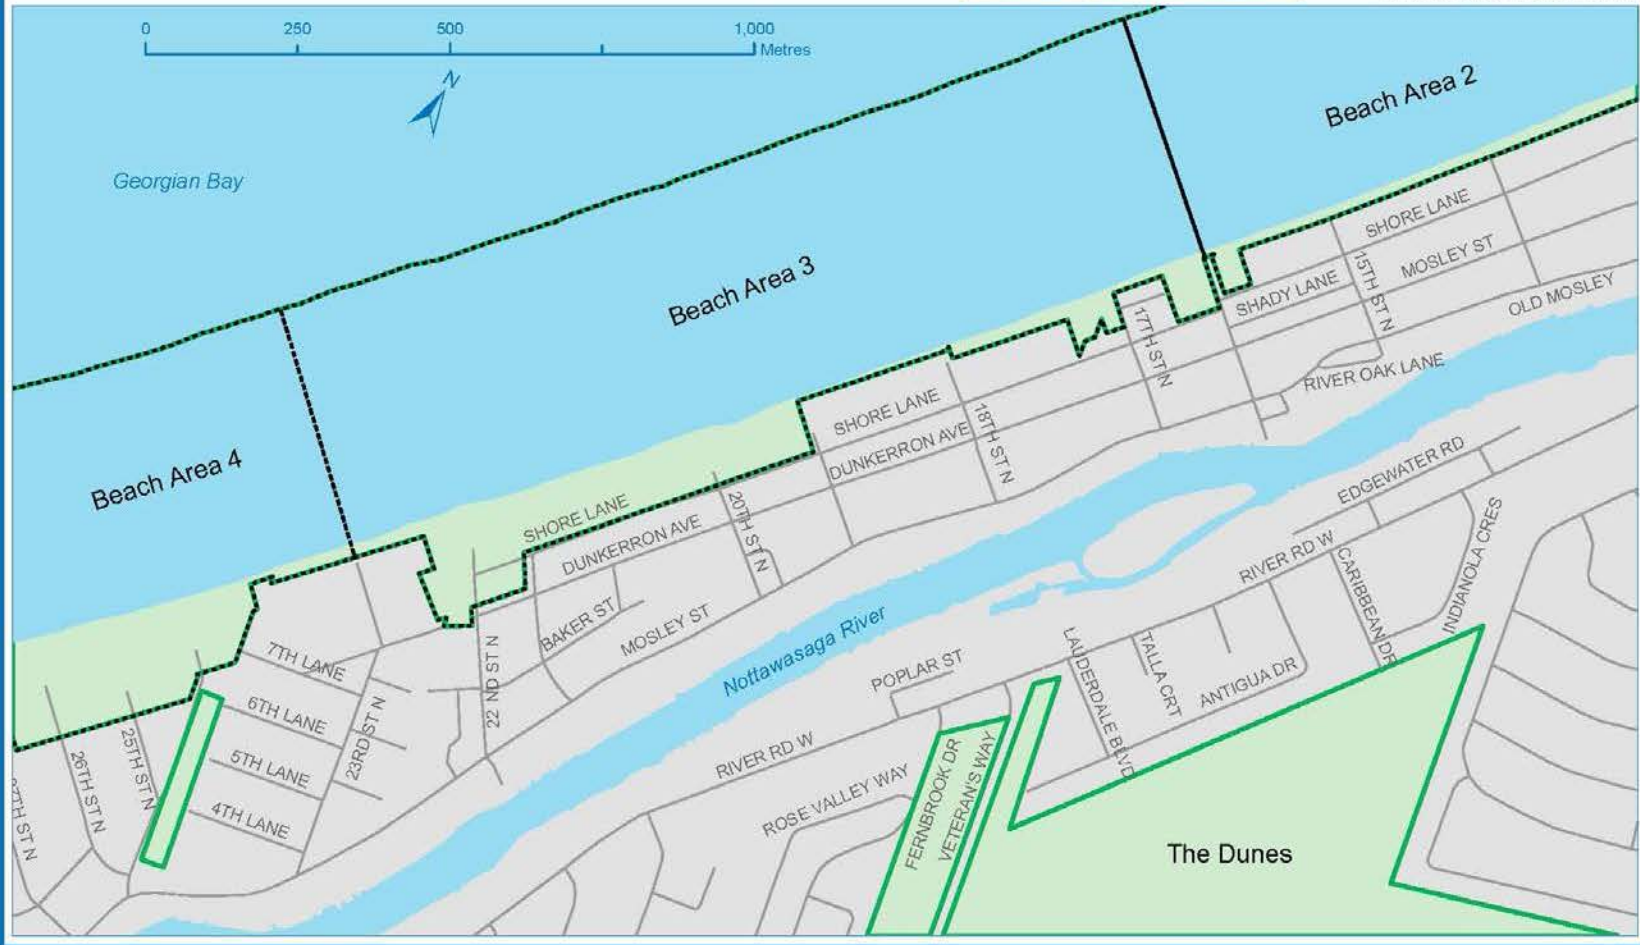 0 250 500 1,000
Metres
N
Georgian Bay
Beach Area 2
Beach Area 3
Beach Area 4
SHORE LANE
MOSLEY ST
SHADY LANE
15TH ST N
OLD MOSLEY
17TH ST N
RIVER OAK LANE
SHORE LANE
DUNKERRON AVE
18TH ST N
EDGEWATER RD
SHORE LANE
DUNKERRON AVE
20TH ST N
BAKER ST
MOSLEY ST
RIVER RD W
CARIBBEAN DR
INDIANOLA CRES
Nottawasaga River
7TH LANE
6TH LANE
5TH LANE
4TH LANE
23RD ST N
22 ND ST N
25TH ST N
26TH ST N
7TH ST N
POPLAR ST
LAUDERDALE BLVD
TALLA CRT
ANTIGUA DR
RIVER RD W
ROSE VALLEY WAY
FERNBROOK DR
VETERAN'S WAY
The Dunes